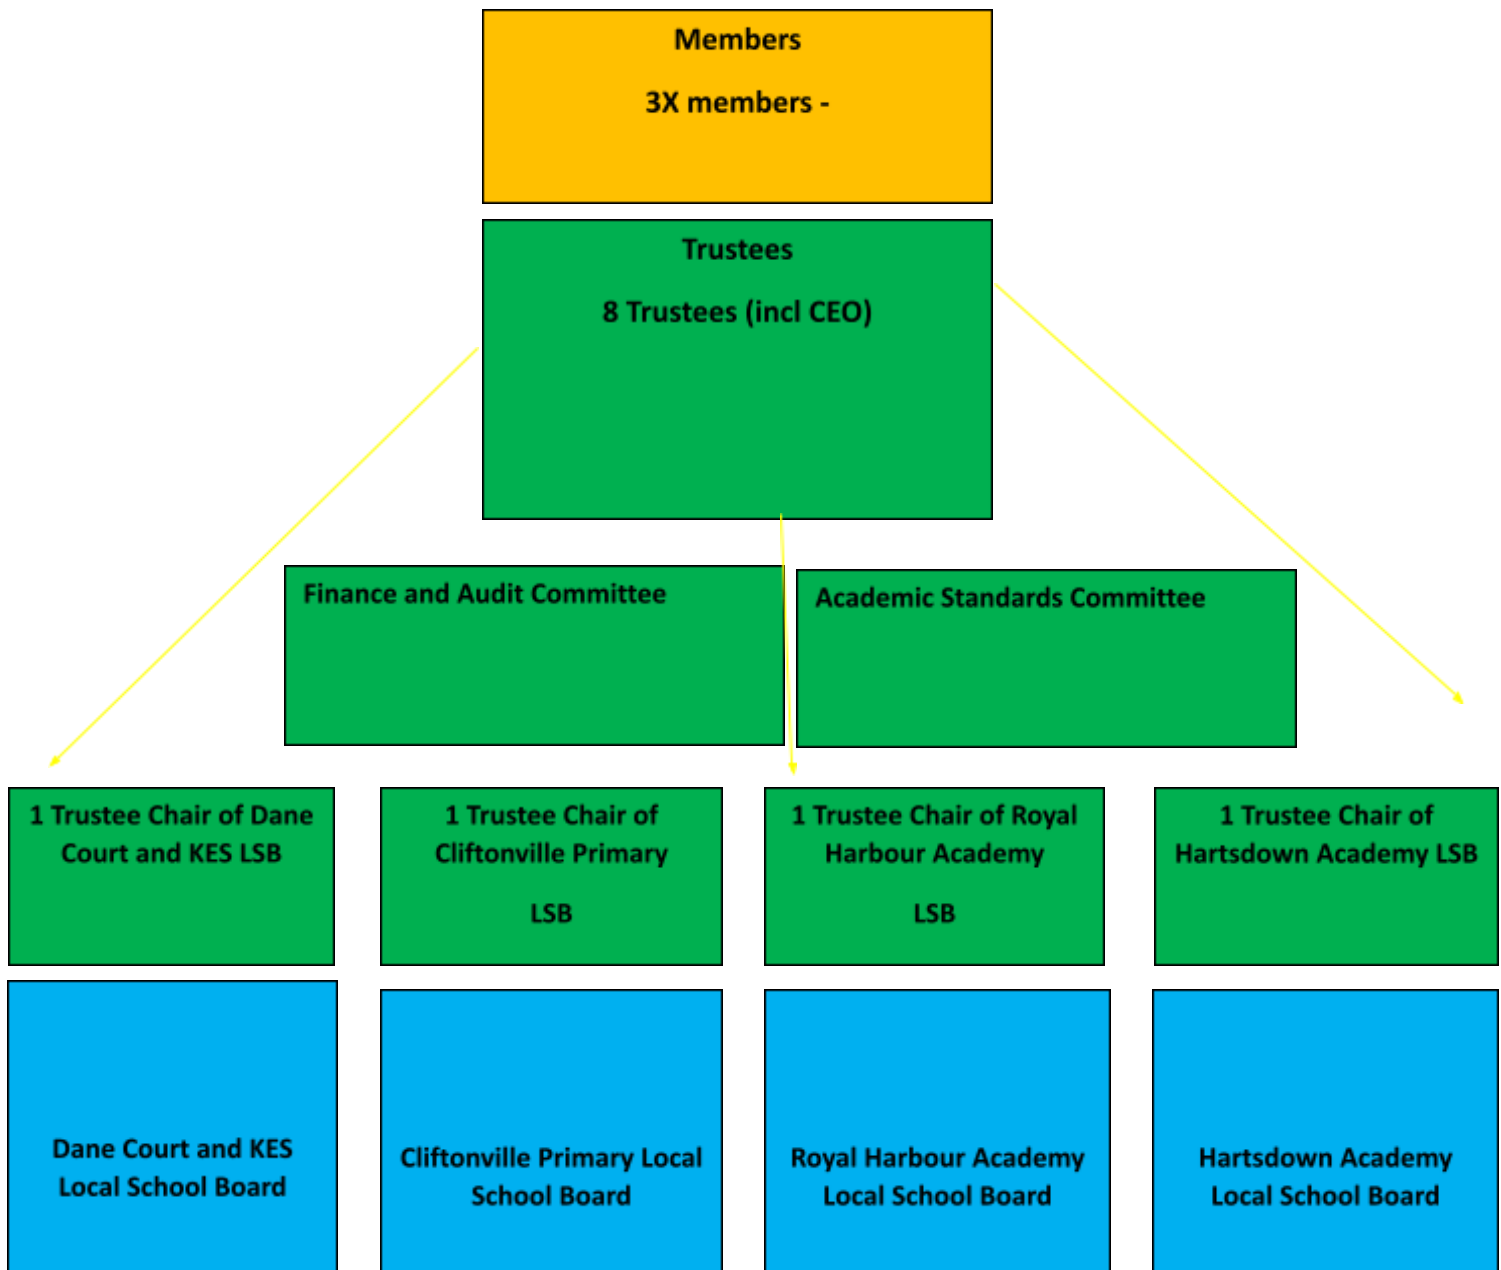 Members
3X members -
Trustees
8 Trustees (incl CEO)
Finance and Audit Committee
Academic Standards Committee
1 Trustee Chair of Dane
Court and KES LSB
1 Trustee Chair of
Cliftonville Primary
LSB
1 Trustee Chair of Royal
Harbour Academy
LSB
1 Trustee Chair of
Hartsdown Academy LSB
Dane Court and KES
Local School Board
Cliftonville Primary Local
School Board
Royal Harbour Academy
Local School Board
Hartsdown Academy
Local School Board